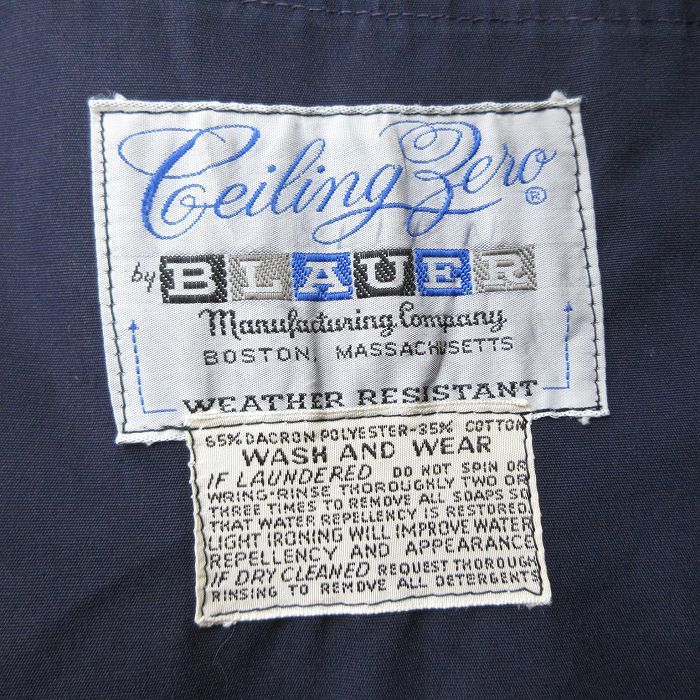 Ceiling Zero ®
by BLAUER
Manufacturing Company
BOSTON, MASSACHUSETTS
WEATHER RESISTANT
65% DACRON POLYESTER-35% COTTON
WASH AND WEAR
IF LAUNDERED DO NOT SPIN OR
WRING-RINSE THOROUGHLY TWO OR
THREE TIMES TO REMOVE ALL SOAPS SO
THAT WATER REPELLENCY IS RESTORED
LIGHT IRONING WILL IMPROVE WATER
REPELLENCY AND APPEARANCE
IF DRY CLEANED REQUEST THOROUGH
RINSING TO REMOVE ALL DETERGENTS